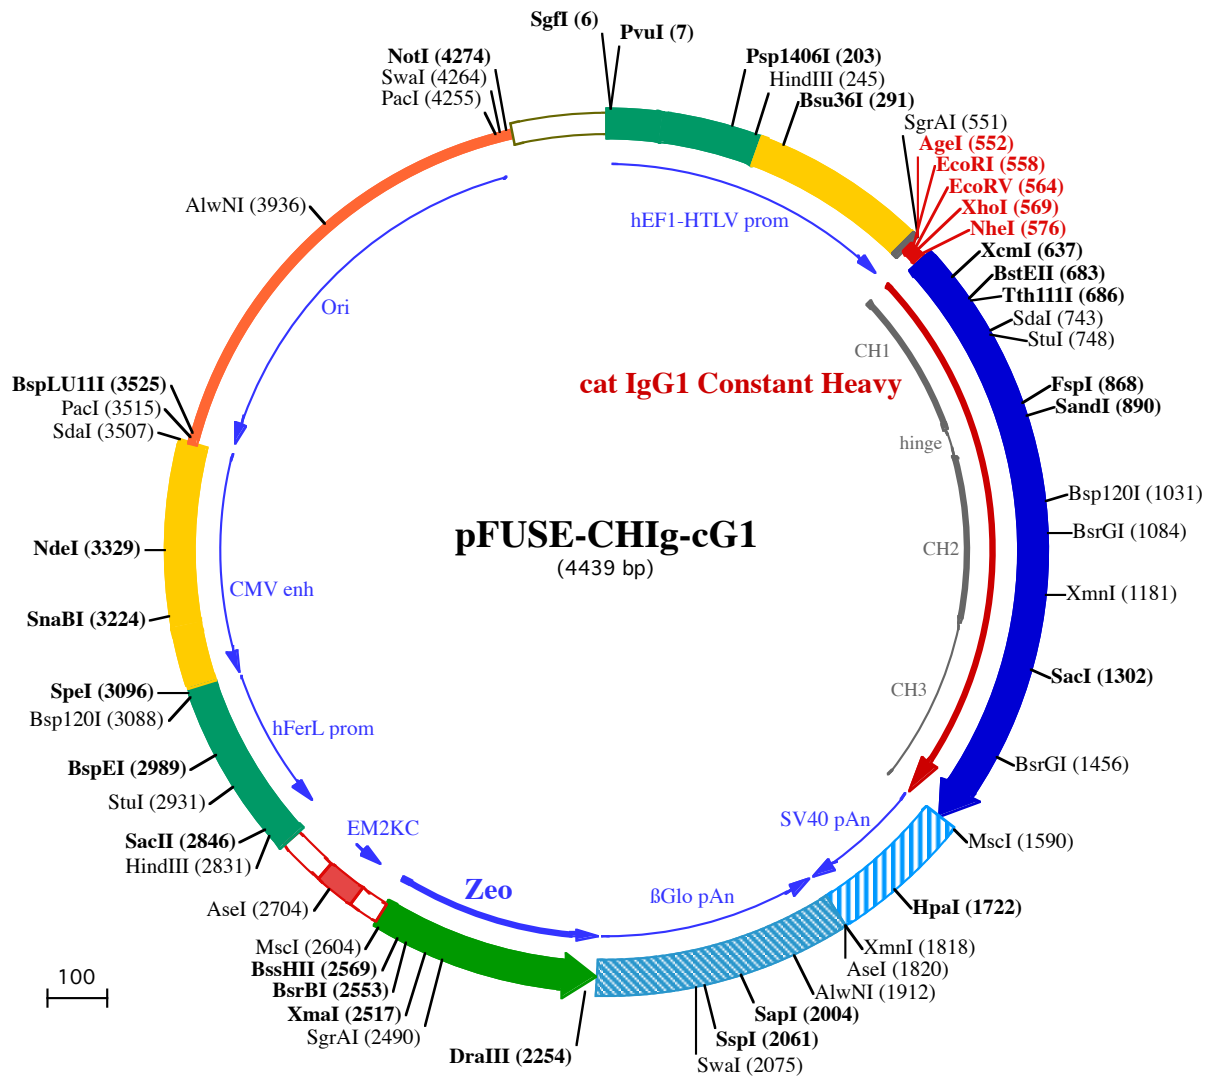 SgfI (6)
PvuI (7)
NotI (4274)
SwaI (4264)
PacI (4255)
Psp1406I (203)
HindIII (245)
Bsu36I (291)
SgrAI (551)
AgeI (552)
EcoRI (558)
EcoRV (564)
XhoI (569)
NheI (576)
XcmI (637)
BstEII (683)
Tth111I (686)
SdaI (743)
StuI (748)
FspI (868)
SandI (890)
Bsp120I (1031)
BsrGI (1084)
XmnI (1181)
SacI (1302)
BsrGI (1456)
MscI (1590)
HpaI (1722)
XmnI (1818)
AseI (1820)
AlwNI (1912)
SapI (2004)
SspI (2061)
SwaI (2075)
DraIII (2254)
SgrAI (2490)
XmaI (2517)
BsrBI (2553)
BssHII (2569)
MscI (2604)
AseI (2704)
HindIII (2831)
SacII (2846)
StuI (2931)
BspEI (2989)
Bsp120I (3088)
SpeI (3096)
SnaBI (3224)
NdeI (3329)
SdaI (3507)
PacI (3515)
BspLU11I (3525)
AlwNI (3936)
hEF1-HTLV prom
Ori
CH1
cat IgG1 Constant Heavy
hinge
pFUSE-CHIg-cG1
(4439 bp)
CH2
CMV enh
CH3
hFerL prom
SV40 pAn
EM2KC
Zeo
ßGlo pAn
100